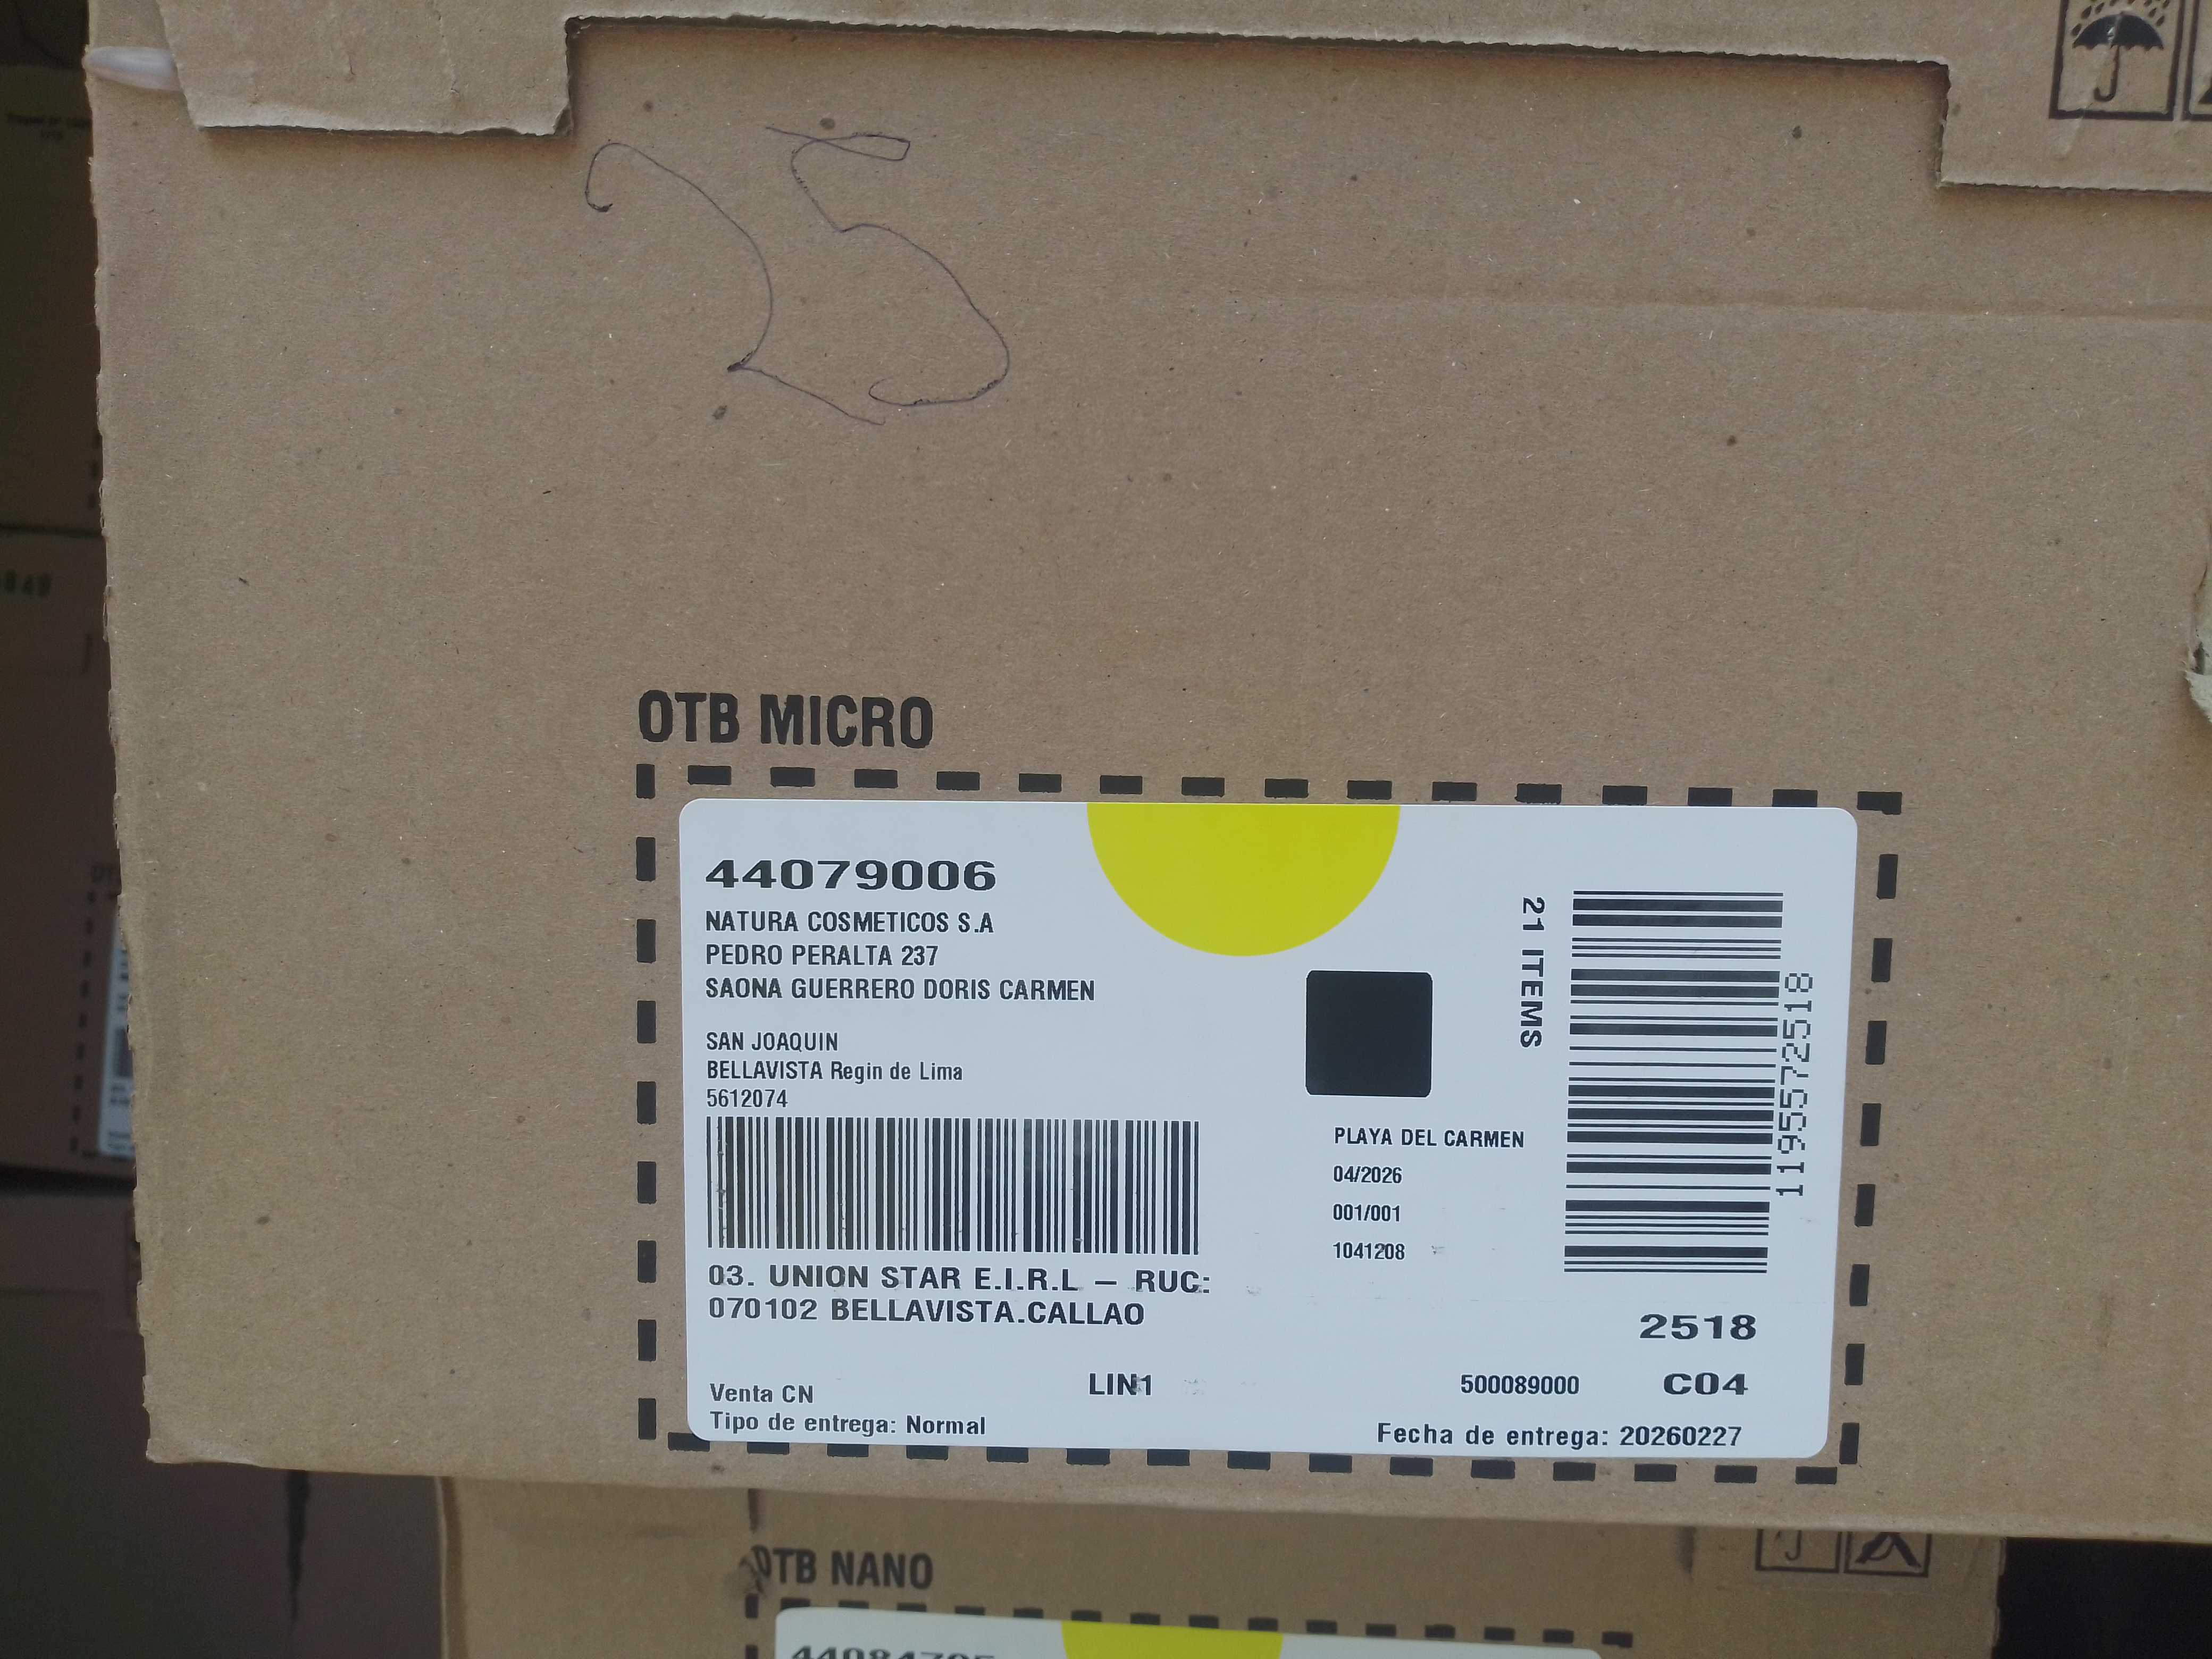 25
OTB MICRO
44079006
NATURA COSMETICOS S.A
PEDRO PERALTA 237
SAONA GUERRERO DORIS CARMEN
SAN JOAQUIN
BELLAVISTA Regin de Lima
5612074
03. UNION STAR E.I.R.L – RUC:
070102 BELLAVISTA.CALLAO
Venta CN
Tipo de entrega: Normal
LIN1
21 ITEMS
1195572518
PLAYA DEL CARMEN
04/2026
001/001
1041208
2518
500089000
C04
Fecha de entrega: 20260227
OTB NANO